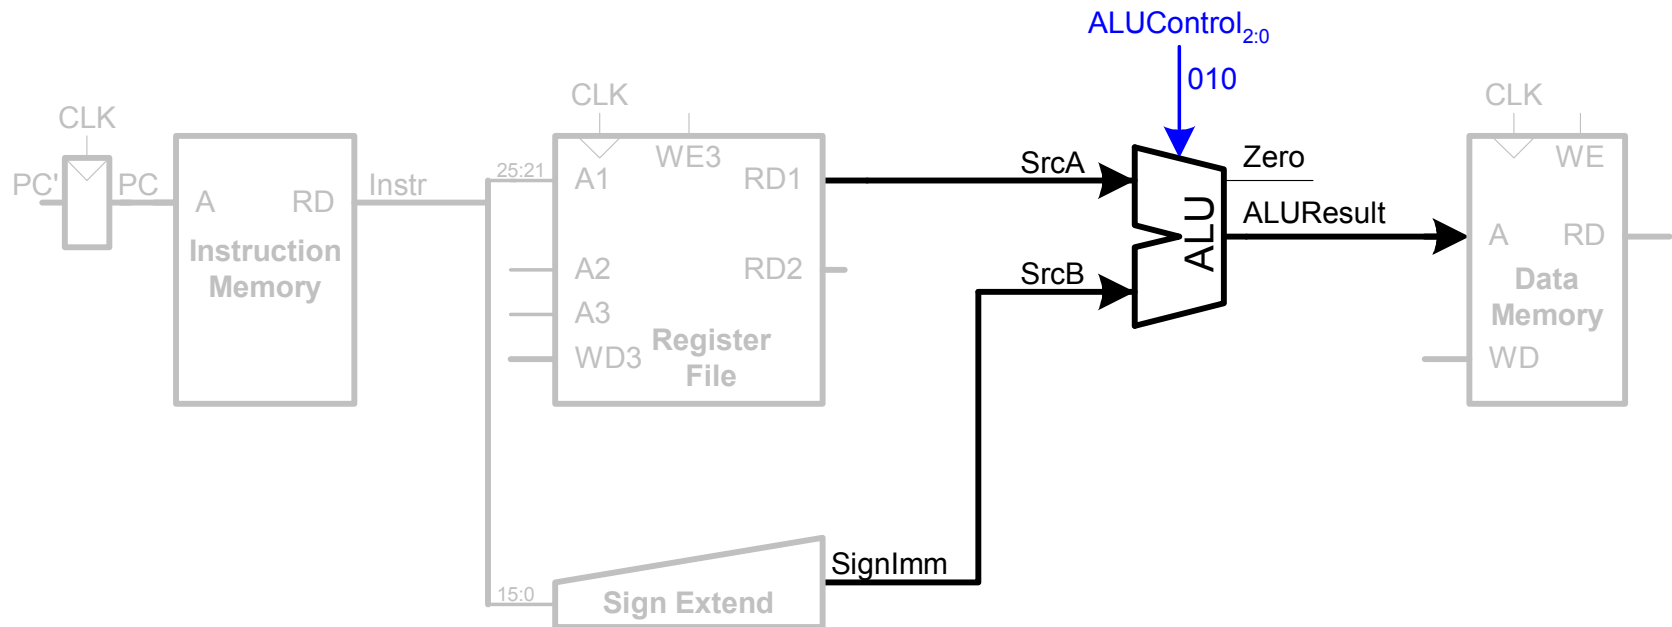 ALUControl2:0
010
CLK
CLK
CLK
PC'
PC
A
RD
Instr
Instruction
Memory
25:21
A1
WE3
RD1
A2
RD2
A3
WD3
Register
File
SrcA
SrcB
ALU
Zero
ALUResult
WE
A
RD
Data
Memory
WD
15:0
Sign Extend
SignImm